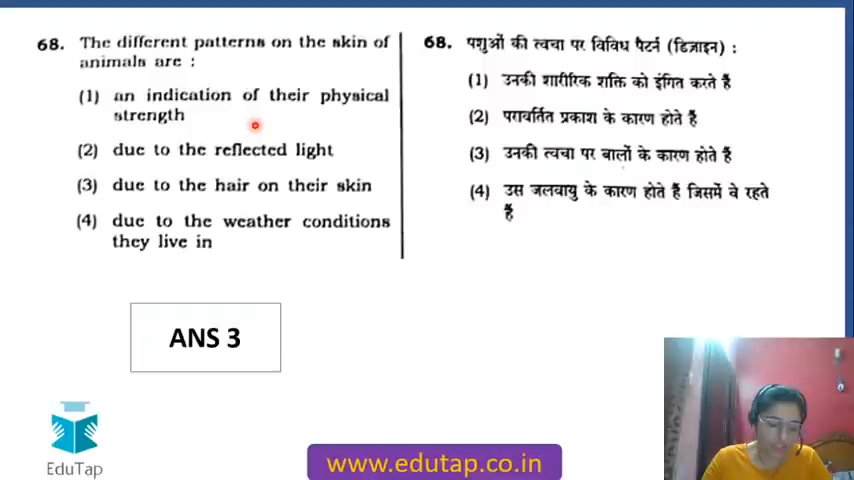 68. The different patterns on the skin of
animals are :
(1) an indication of their physical
strength
(2) due to the reflected light
(3) due to the hair on their skin
(4) due to the weather conditions
they live in
68. पशुओं की त्वचा पर विविध पैटर्न (डिज़ाइन) :
(1) उनकी शारीरिक शक्ति को इंगित करते हैं
(2) परावर्तित प्रकाश के कारण होते हैं
(3) उनकी त्वचा पर बालों के कारण होते हैं
(4) उस जलवायु के कारण होते हैं जिसमें वे रहते
हैं
ANS 3
EduTap
www.edutap.co.in